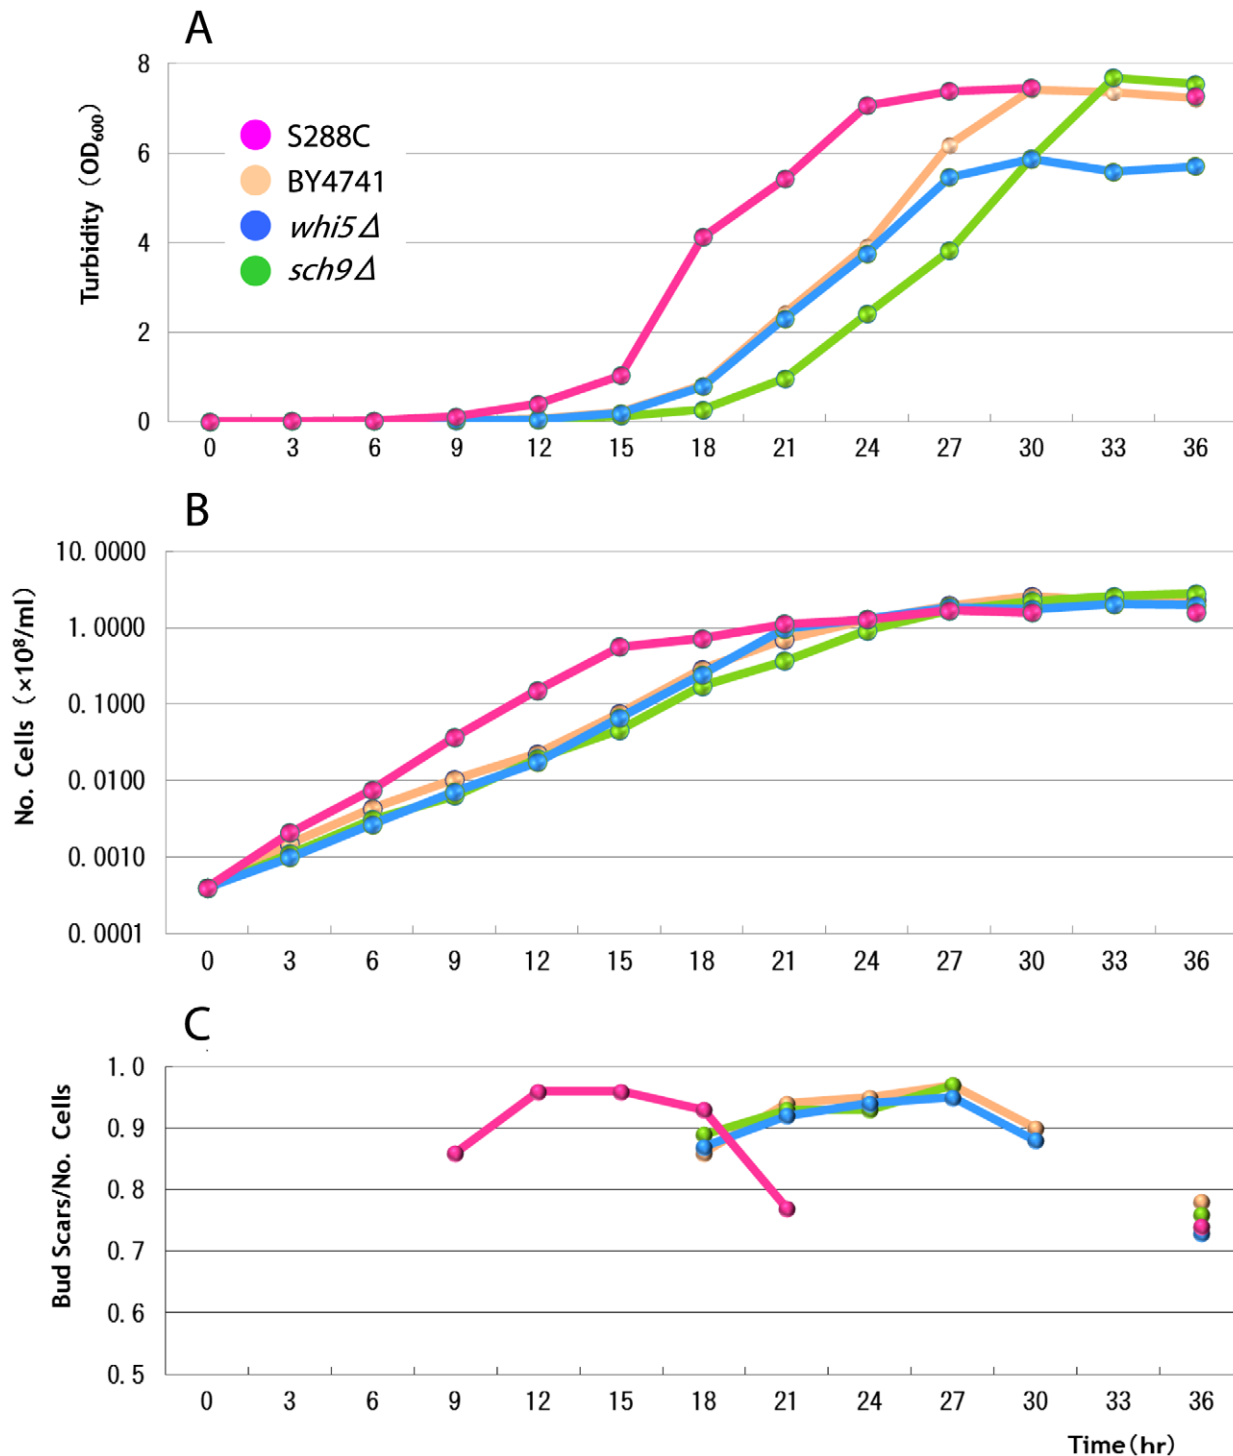 A
Turbidity (OD600)
8
6
4
2
0
S288C
BY4741
whi5Δ
sch9Δ
0 3 6 9 12 15 18 21 24 27 30 33 36
B
No. Cells (×10⁸/ml)
10.0000
1.0000
0.1000
0.0100
0.0010
0.0001
0 3 6 9 12 15 18 21 24 27 30 33 36
C
Bud Scars/No. Cells
1.0
0.9
0.8
0.7
0.6
0.5
0 3 6 9 12 15 18 21 24 27 30 33 36
Time(hr)